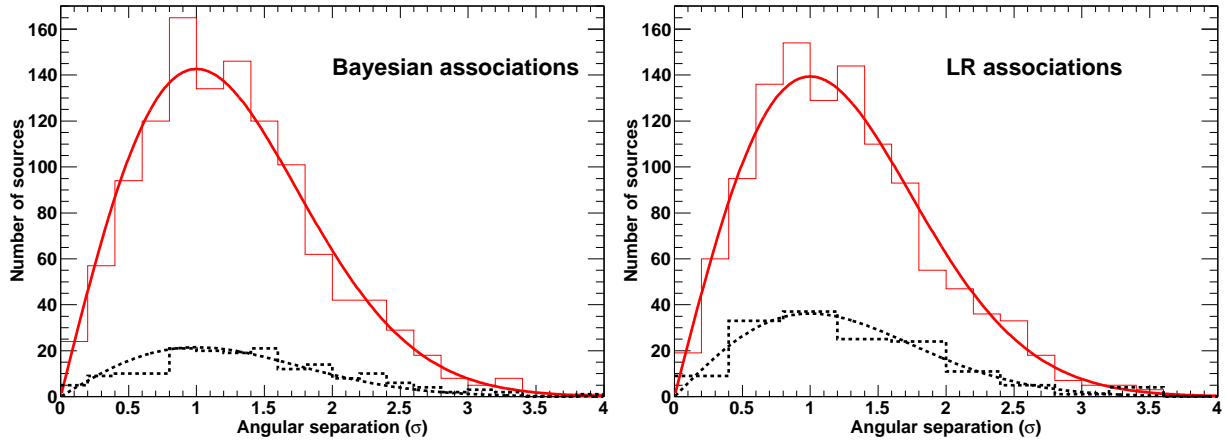 Bayesian associations
Number of sources
160
140
120
100
80
60
40
20
0
0 0.5 1 1.5 2 2.5 3 3.5 4
Angular separation (σ)
LR associations
Number of sources
160
140
120
100
80
60
40
20
0
0 0.5 1 1.5 2 2.5 3 3.5 4
Angular separation (σ)